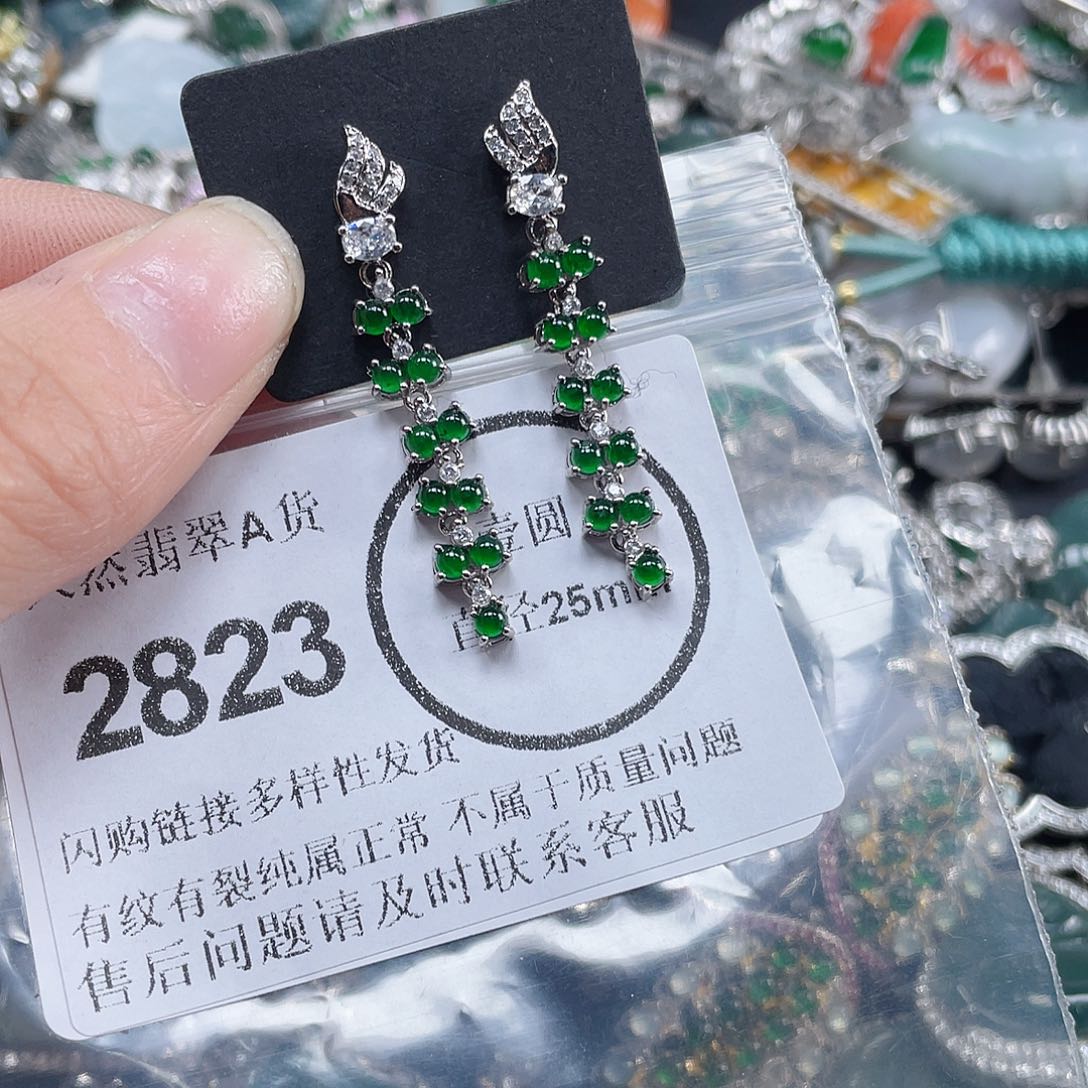 天然翡翠A货
壹圆
直径25mm
2823
闪购链接多样性发货
有纹有裂纯属正常 不属于质量问题
售后问题请及时联系客服